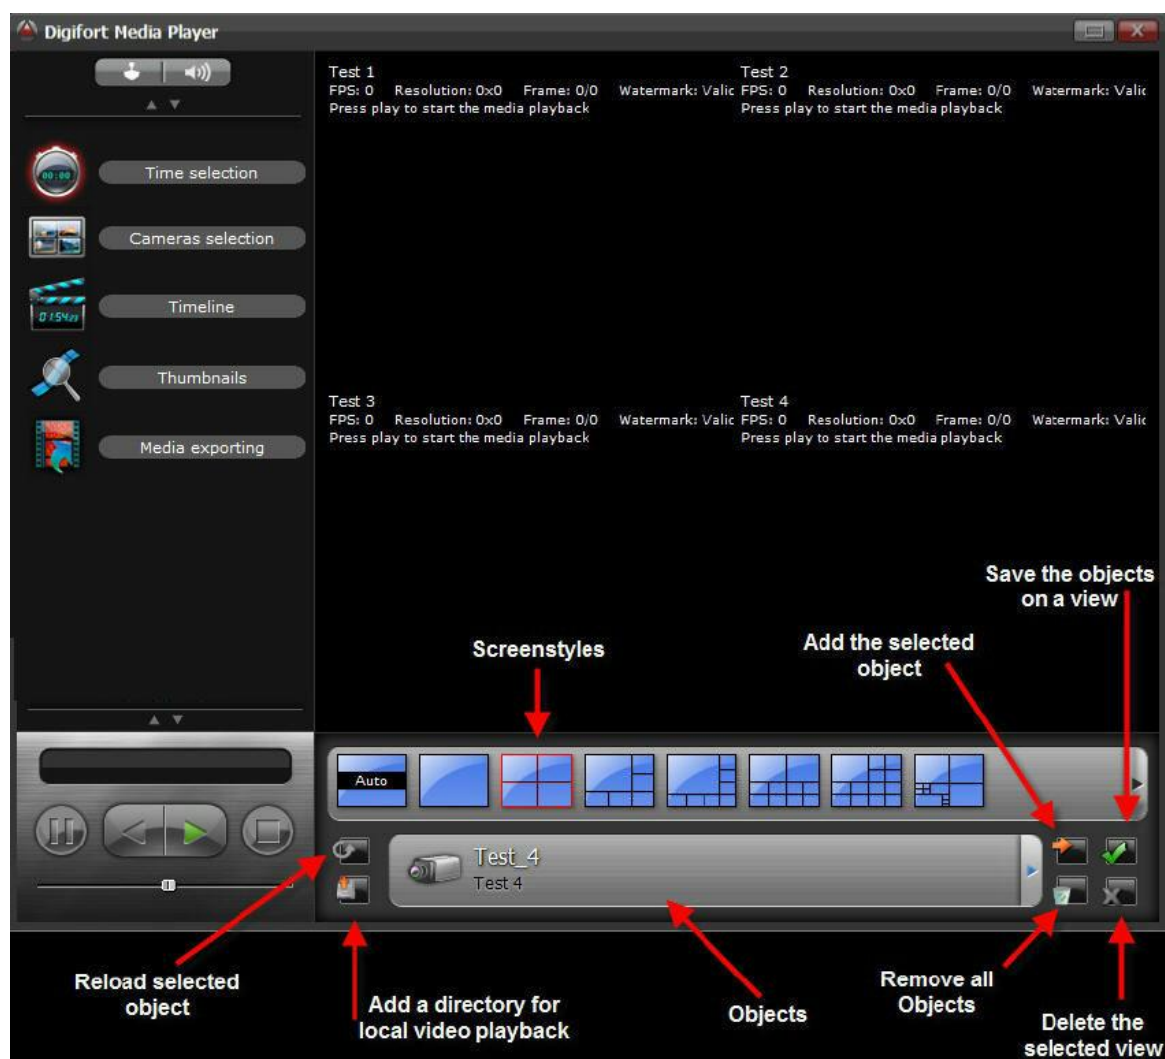 Digifort Media Player
Time selection
Cameras selection
Timeline
Thumbnails
Media exporting
Test 1
FPS: 0 Resolution: 0x0 Frame: 0/0 Watermark: Valic
Press play to start the media playback
Test 2
FPS: 0 Resolution: 0x0 Frame: 0/0 Watermark: Valic
Press play to start the media playback
Test 3
FPS: 0 Resolution: 0x0 Frame: 0/0 Watermark: Valic
Press play to start the media playback
Test 4
FPS: 0 Resolution: 0x0 Frame: 0/0 Watermark: Valic
Press play to start the media playback
Save the objects
on a view
Add the selected
object
Screenstyles
Auto
Test_4
Test 4
Reload selected
object
Add a directory for
local video playback
Objects
Remove all
Objects
Delete the
selected view